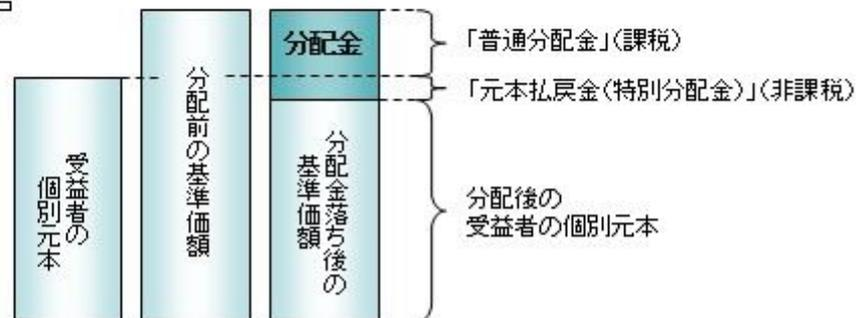 受益者の
個別元本
分配前の基準価額
分配金
分配金落ち後の
基準価額
「普通分配金」(課税)
「元本払戻金(特別分配金)」(非課税)
分配後の
受益者の個別元本